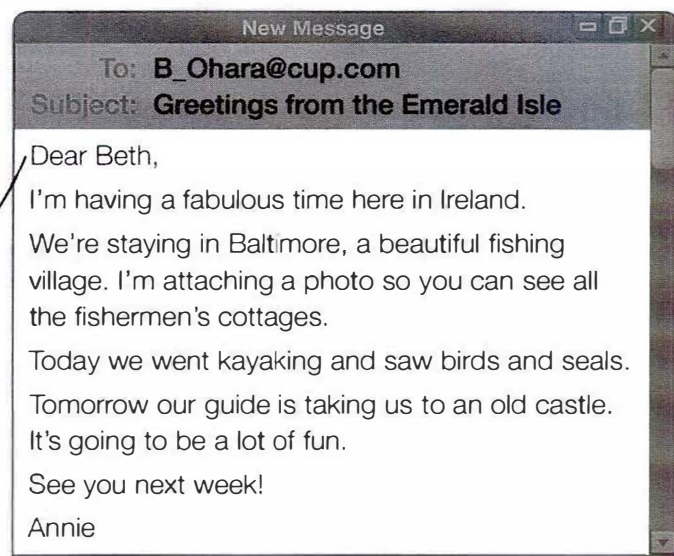 New Message
To: B_Ohara@cup.com
Subject: Greetings from the Emerald Isle
Dear Beth,
I'm having a fabulous time here in Ireland.
We're staying in Baltimore, a beautiful fishing
village. I'm attaching a photo so you can see all
the fishermen's cottages.
Today we went kayaking and saw birds and seals.
Tomorrow our guide is taking us to an old castle.
It's going to be a lot of fun.
See you next week!
Annie